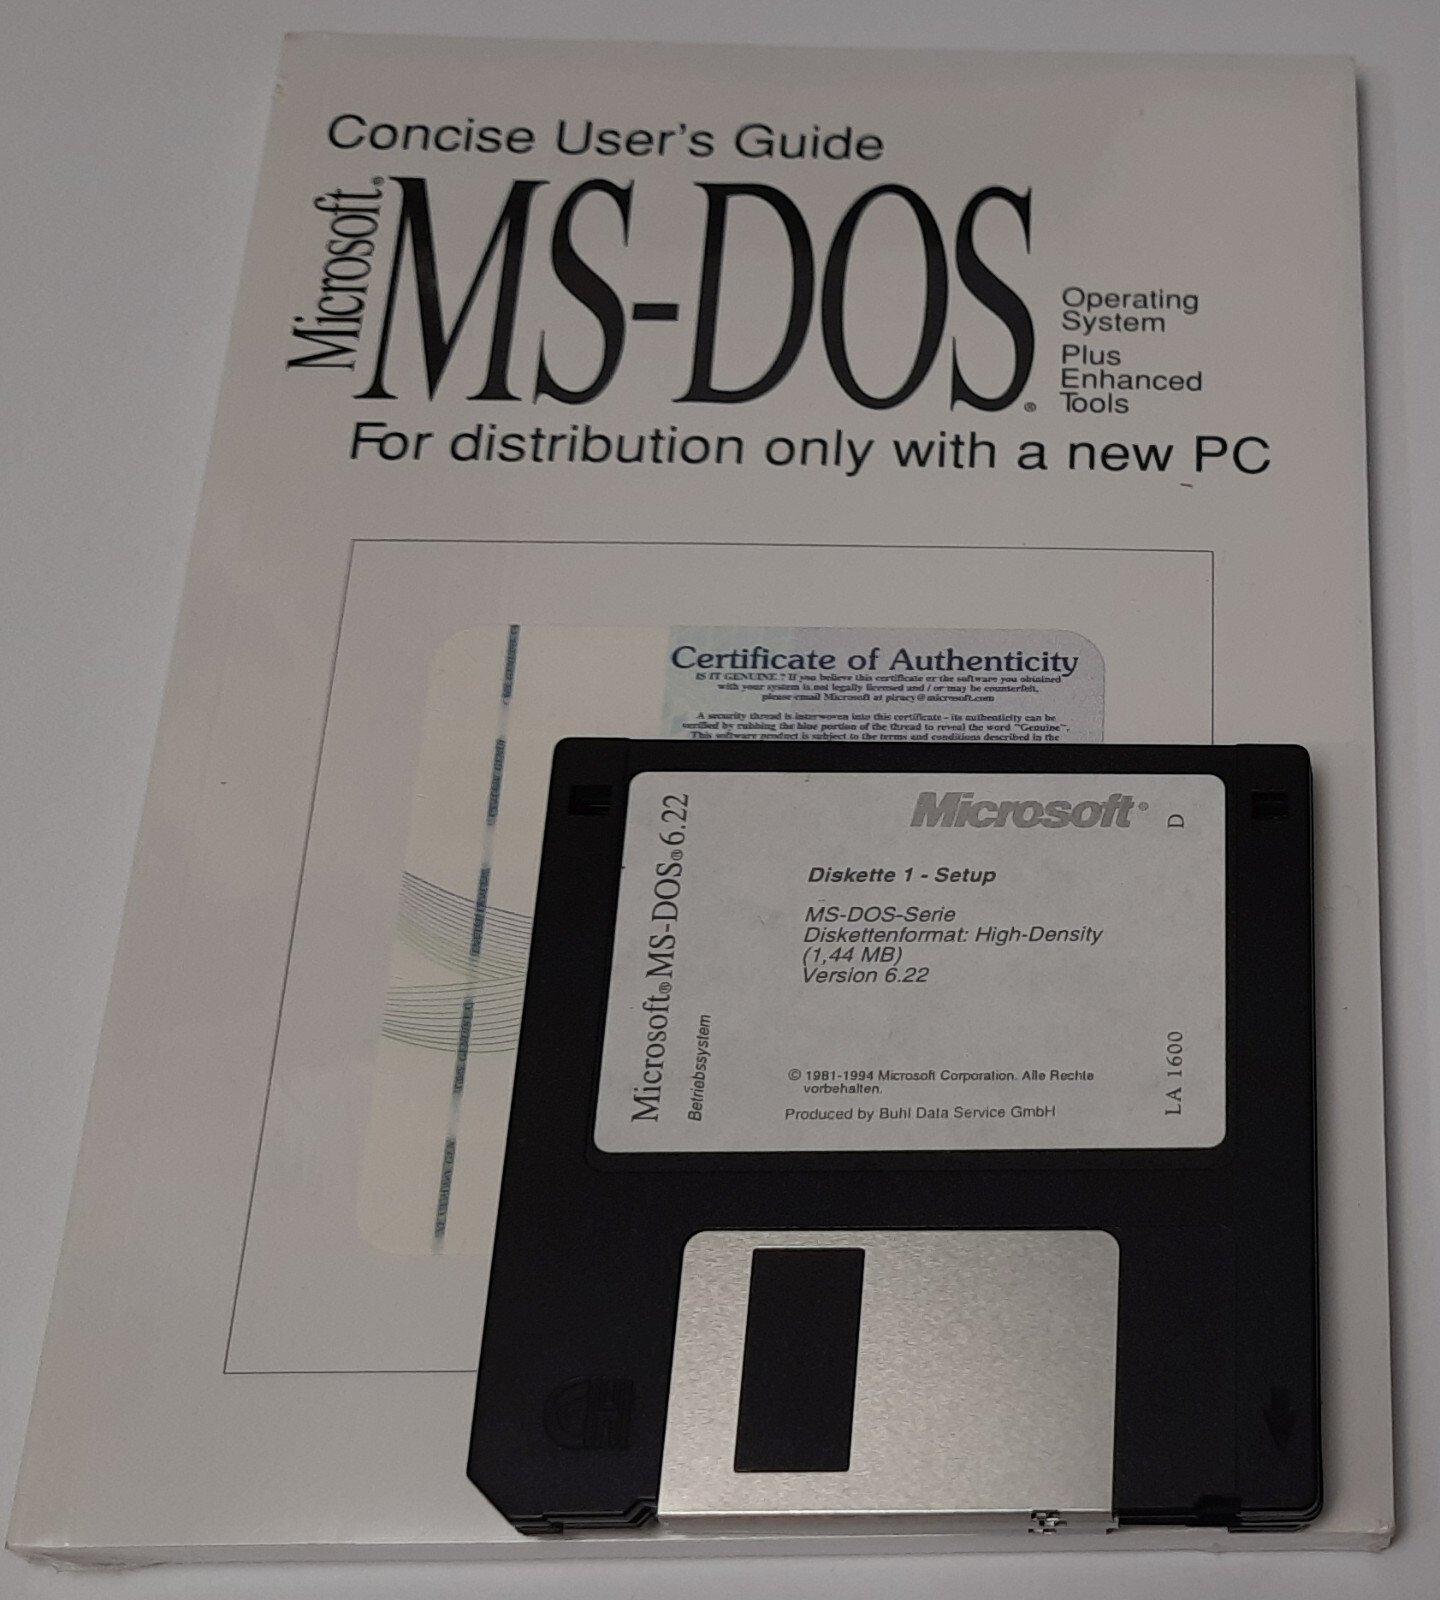 Concise User's Guide
Microsoft®
MS-DOS®
Operating
System
Plus
Enhanced
Tools
For distribution only with a new PC
Certificate of Authenticity
IS IT GENUINE ? If you believe this certificate or the software you obtained
with your system is not legally licensed and / or may be counterfeit,
please email Microsoft at piracy@microsoft.com
A security thread is interwoven into this certificate - its authenticity can be
verified by rubbing the blue portion of the thread to reveal the word "Genuine".
This software product is subject to the terms and conditions described in the
Microsoft® MS-DOS® 6.22
Betriebssystem
Microsoft®
D
Diskette 1 - Setup
MS-DOS-Serie
Diskettenformat: High-Density
(1,44 MB)
Version 6.22
© 1981-1994 Microsoft Corporation. Alle Rechte
vorbehalten.
Produced by Buhl Data Service GmbH
LA 1600